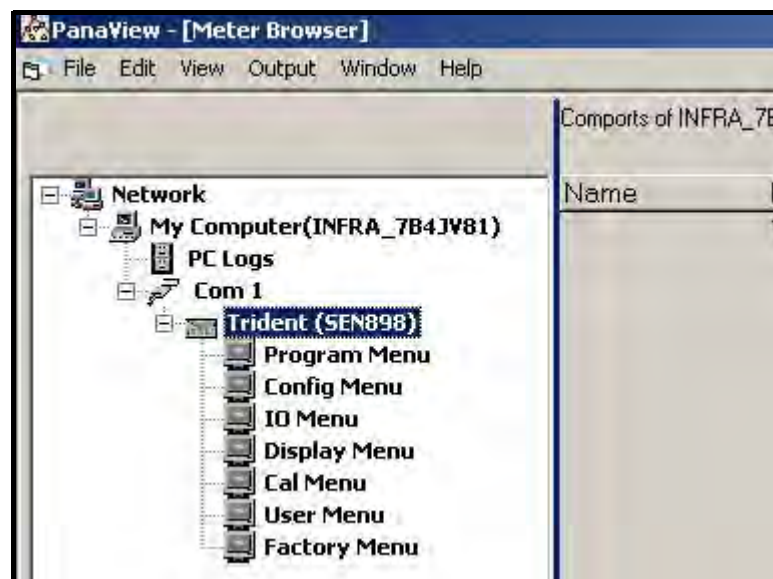 PanaView - [Meter Browser]
File Edit View Output Window Help
Comports of INFRA_7B
Name
Network
My Computer(INFRA_7B4JV81)
PC Logs
Com 1
Trident (SEN898)
Program Menu
Config Menu
IO Menu
Display Menu
Cal Menu
User Menu
Factory Menu